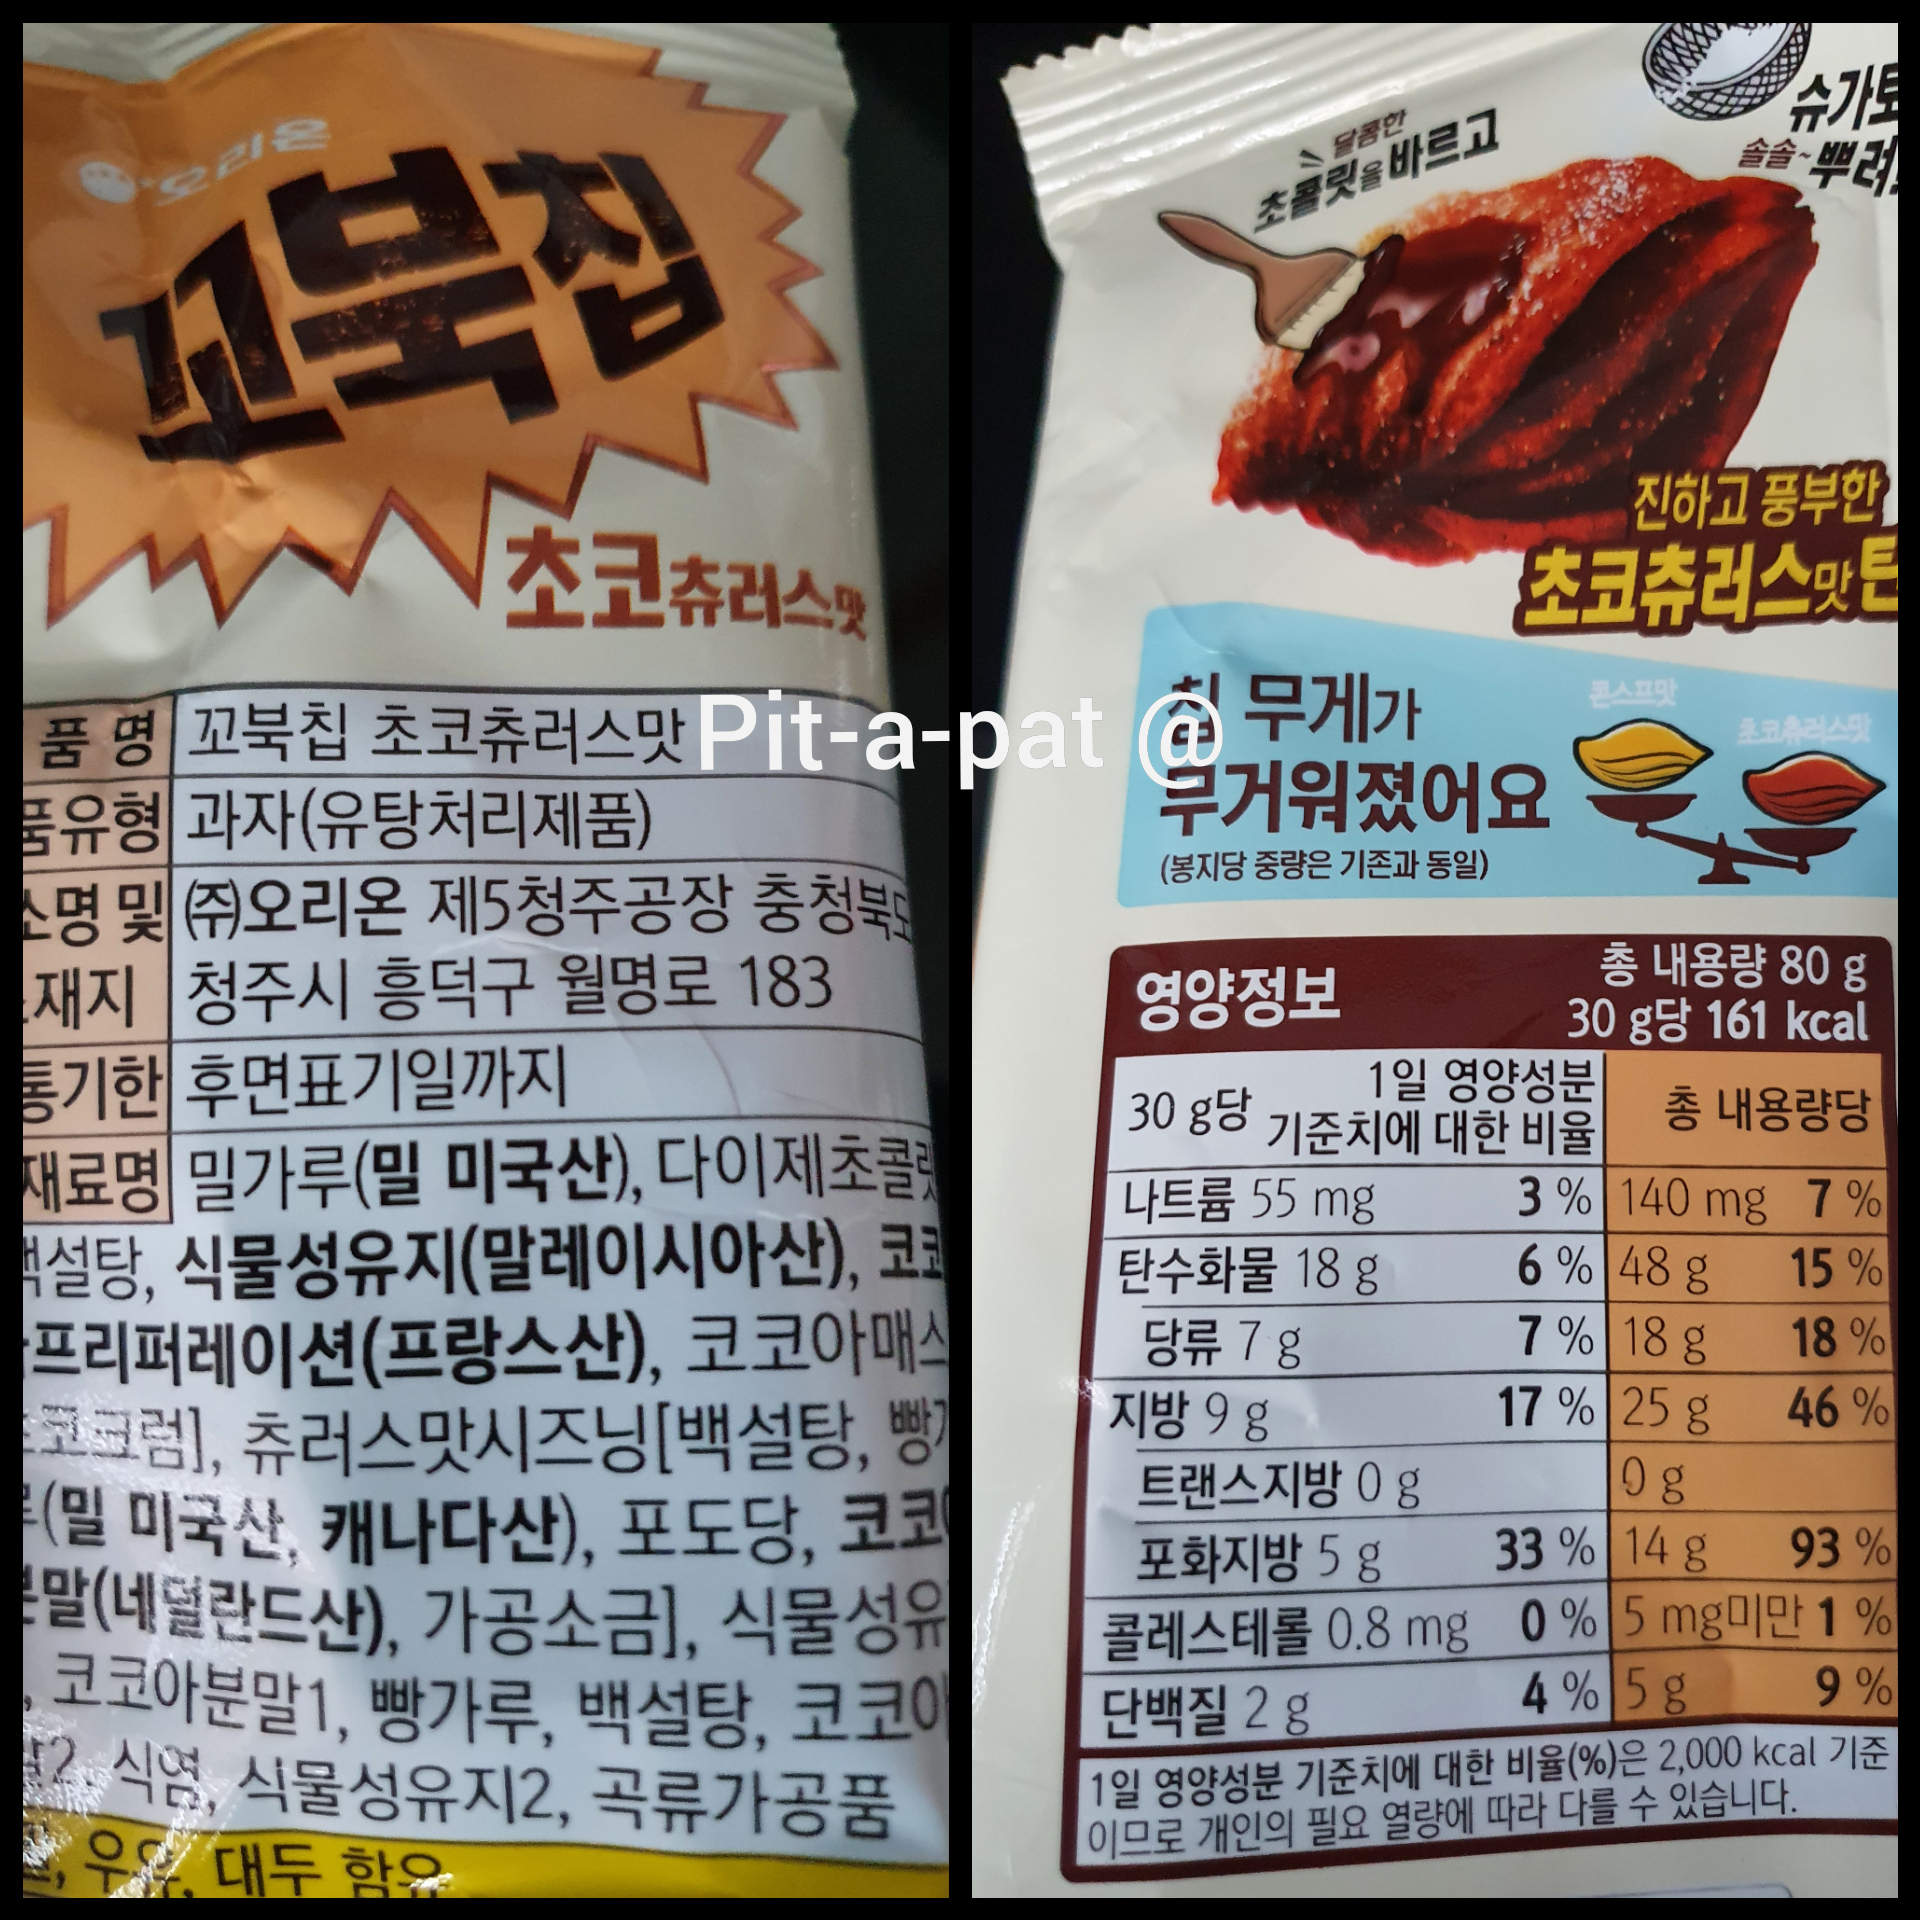 오리온
꼬북칩
초코츄러스맛
품 명 꼬북칩 초코츄러스맛
품유형 과자(유탕처리제품)
소명 및 ㈜오리온 제5청주공장 충청북도
재지 청주시 흥덕구 월명로 183
통기한 후면표기일까지
재료명 밀가루(밀 미국산), 다이제초콜릿
백설탕, 식물성유지(말레이시아산), 코코
프리퍼레이션(프랑스산), 코코아매스
코크럼], 츄러스맛시즈닝[백설탕, 빵가
(밀 미국산, 캐나다산), 포도당, 코코아
분말(네덜란드산), 가공소금], 식물성유
, 코코아분말1, 빵가루, 백설탕, 코코아
말2, 식염, 식물성유지2, 곡류가공품
밀, 우유, 대두 함유
Pit-a-pat @
달콤한
초콜릿을 바르고
슈가토
솔솔~ 뿌려
진하고 풍부한
초코츄러스맛
칩 무게가
무거워졌어요
(봉지당 중량은 기존과 동일)
콘스프맛
초코츄러스맛
영양정보
총 내용량 80 g
30 g당 161 kcal
30 g당 1일 영양성분 기준치에 대한 비율 총 내용량당
나트륨 55 mg 3 % 140 mg 7 %
탄수화물 18 g 6 % 48 g 15 %
당류 7 g 7 % 18 g 18 %
지방 9 g 17 % 25 g 46 %
트랜스지방 0 g 0 g
포화지방 5 g 33 % 14 g 93 %
콜레스테롤 0.8 mg 0 % 5 mg미만 1 %
단백질 2 g 4 % 5 g 9 %
1일 영양성분 기준치에 대한 비율(%)은 2,000 kcal 기준
이므로 개인의 필요 열량에 따라 다를 수 있습니다.